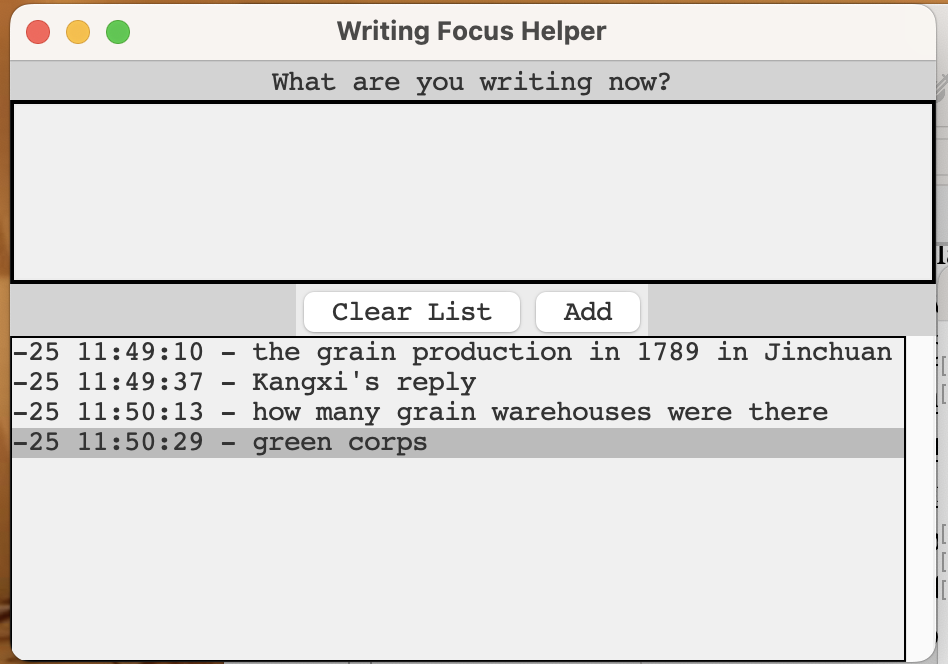 Writing Focus Helper
What are you writing now?
Clear List Add
-25 11:49:10 - the grain production in 1789 in Jinchuan
-25 11:49:37 - Kangxi's reply
-25 11:50:13 - how many grain warehouses were there
-25 11:50:29 - green corps